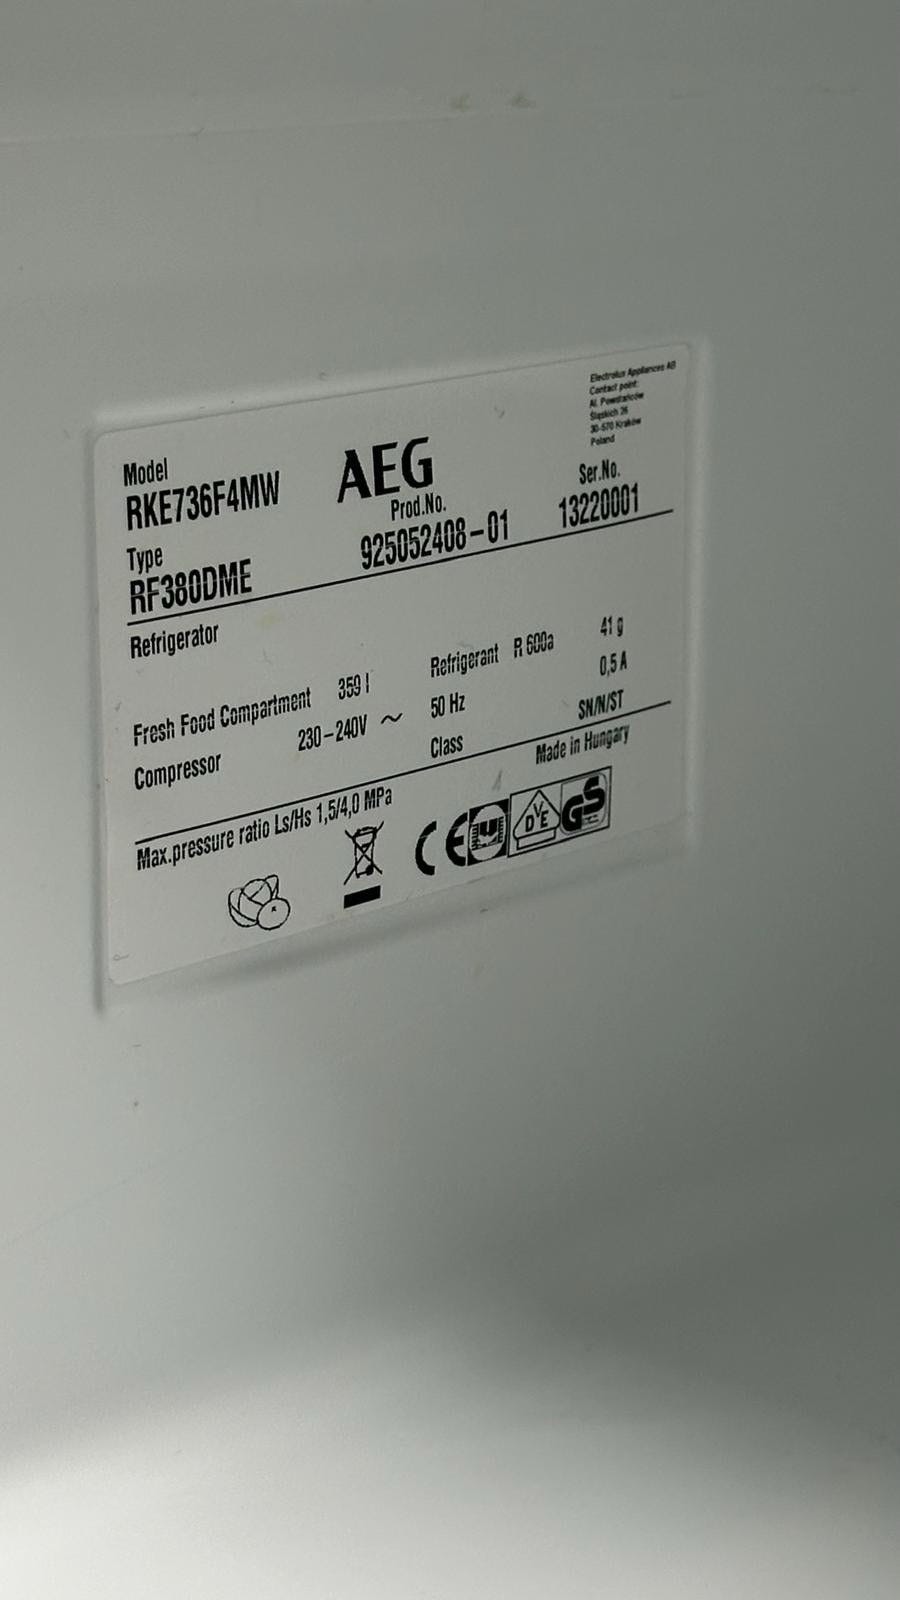 Electrolux Appliances AB
Contact point:
Al. Powstańców
Śląskich 26
30-570 Kraków
Poland
Model
RKE736F4MW
AEG
Type
RF380DME
Prod.No.
925052408-01
Ser.No.
13220001
Refrigerator
Fresh Food Compartment 359 l
Refrigerant R 600a 41 g
Compressor 230-240V ~ 50 Hz 0,5 A
Class SN/N/ST
Max.pressure ratio Ls/Hs 1,5/4,0 MPa
Made in Hungary
CE
DVE
GS